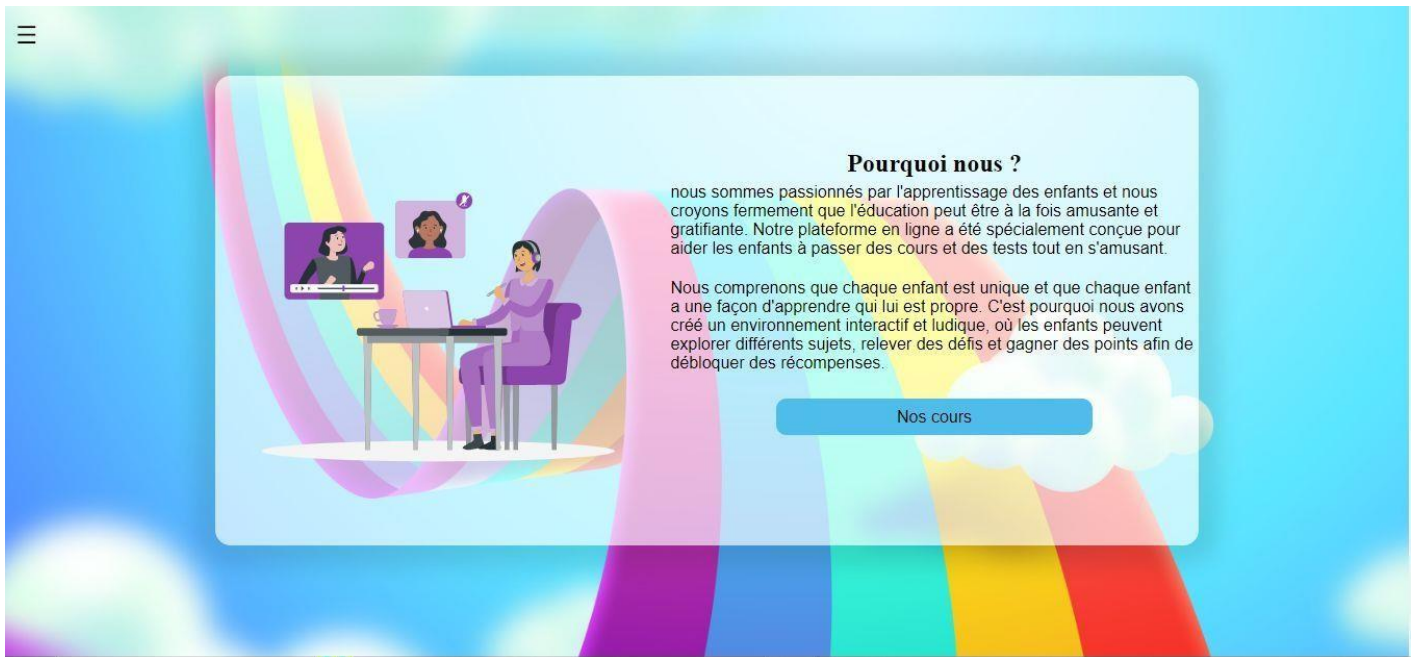 Pourquoi nous ?
nous sommes passionnés par l'apprentissage des enfants et nous
croyons fermement que l'éducation peut être à la fois amusante et
gratifiante. Notre plateforme en ligne a été spécialement conçue pour
aider les enfants à passer des cours et des tests tout en s'amusant.
Nous comprenons que chaque enfant est unique et que chaque enfant
a une façon d'apprendre qui lui est propre. C'est pourquoi nous avons
créé un environnement interactif et ludique, où les enfants peuvent
explorer différents sujets, relever des défis et gagner des points afin de
débloquer des récompenses.
Nos cours